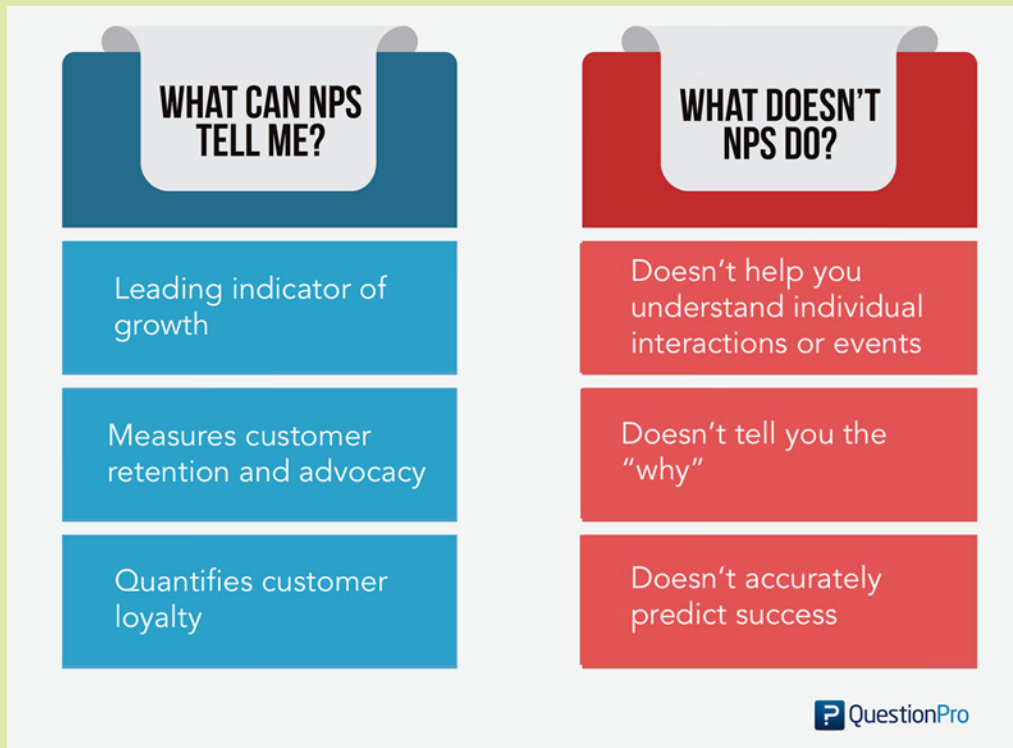 WHAT CAN NPS
TELL ME?
Leading indicator of
growth
Measures customer
retention and advocacy
Quantifies customer
loyalty
WHAT DOESN'T
NPS DO?
Doesn't help you
understand individual
interactions or events
Doesn't tell you the
“why”
Doesn't accurately
predict success
QuestionPro